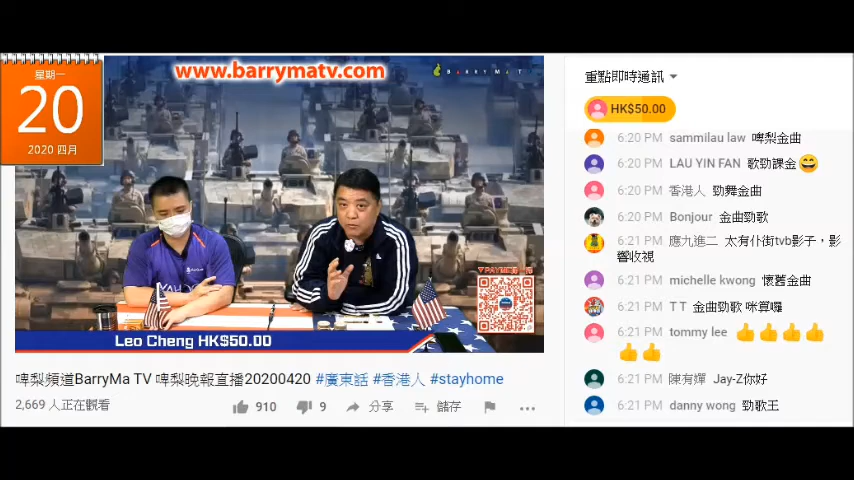 www.barrymatv.com
BARRYMAT
星期一
20
2020 四月
Leo Cheng HK$50.00
啤梨頻道BarryMa TV 啤梨晚報直播20200420 #廣東話 #香港人 #stayhome
2,669 人正在觀看
910
9
分享
儲存
重點即時通訊
HK$50.00
6:20 PM sammilau law 啤梨金曲
6:20 PM LAU YIN FAN 歌勁課金😄
6:20 PM 香港人 勁舞金曲
6:20 PM Bonjour 金曲勁歌
6:21 PM 應九進二 太有仆街tvb影子，影
響收視
6:21 PM michelle kwong 懷舊金曲
6:21 PM T T 金曲勁歌 咪算囉
6:21 PM tommy lee 👍👍👍👍
👍👍
6:21 PM 陳有嬋 Jay-Z你好
6:21 PM danny wong 勁歌王